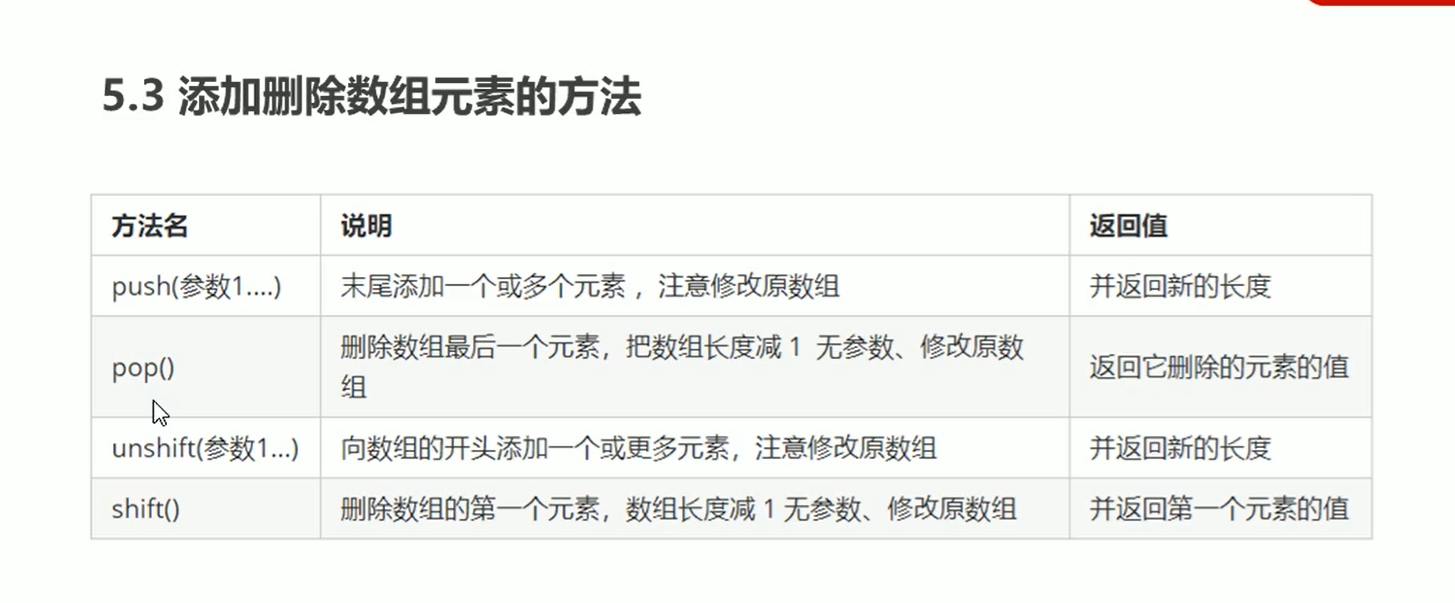 5.3 添加删除数组元素的方法
方法名 说明 返回值
push(参数1....) 末尾添加一个或多个元素，注意修改原数组 并返回新的长度
pop() 删除数组最后一个元素，把数组长度减 1 无参数、修改原数
组 返回它删除的元素的值
unshift(参数1...) 向数组的开头添加一个或更多元素，注意修改原数组 并返回新的长度
shift() 删除数组的第一个元素，数组长度减 1 无参数、修改原数组 并返回第一个元素的值